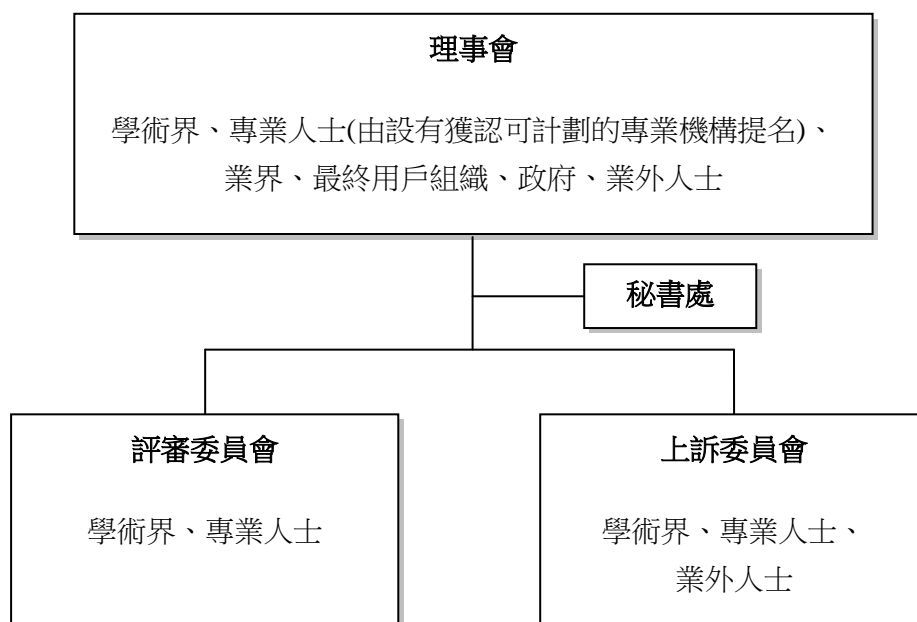 理事會
學術界、專業人士(由設有獲認可計劃的專業機構提名)、
業界、最終用戶組織、政府、業外人士
秘書處
評審委員會
學術界、專業人士
上訴委員會
學術界、專業人士、
業外人士